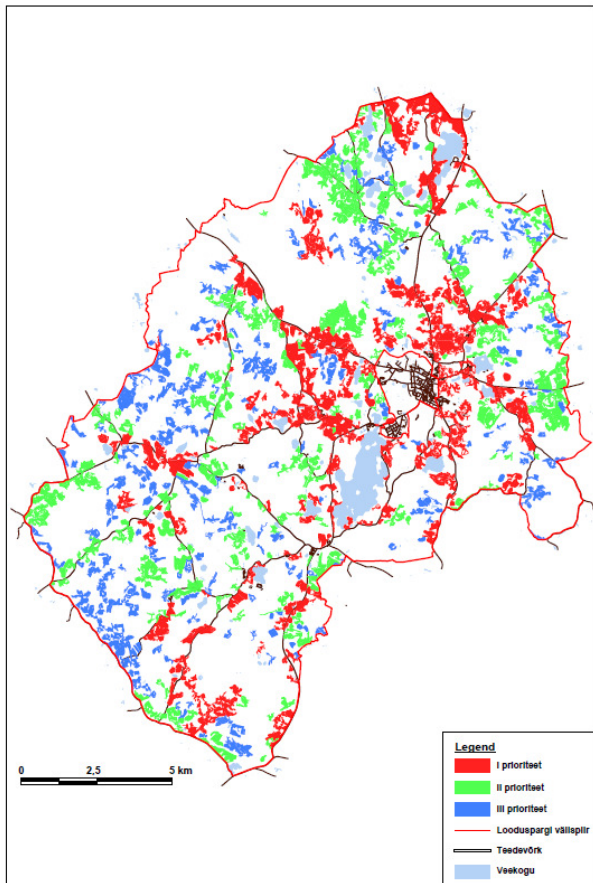 0 2,5 5 km
Legend
I prioriteet
II prioriteet
III prioriteet
Looduspargi välispiir
Teedevõrk
Veekogu